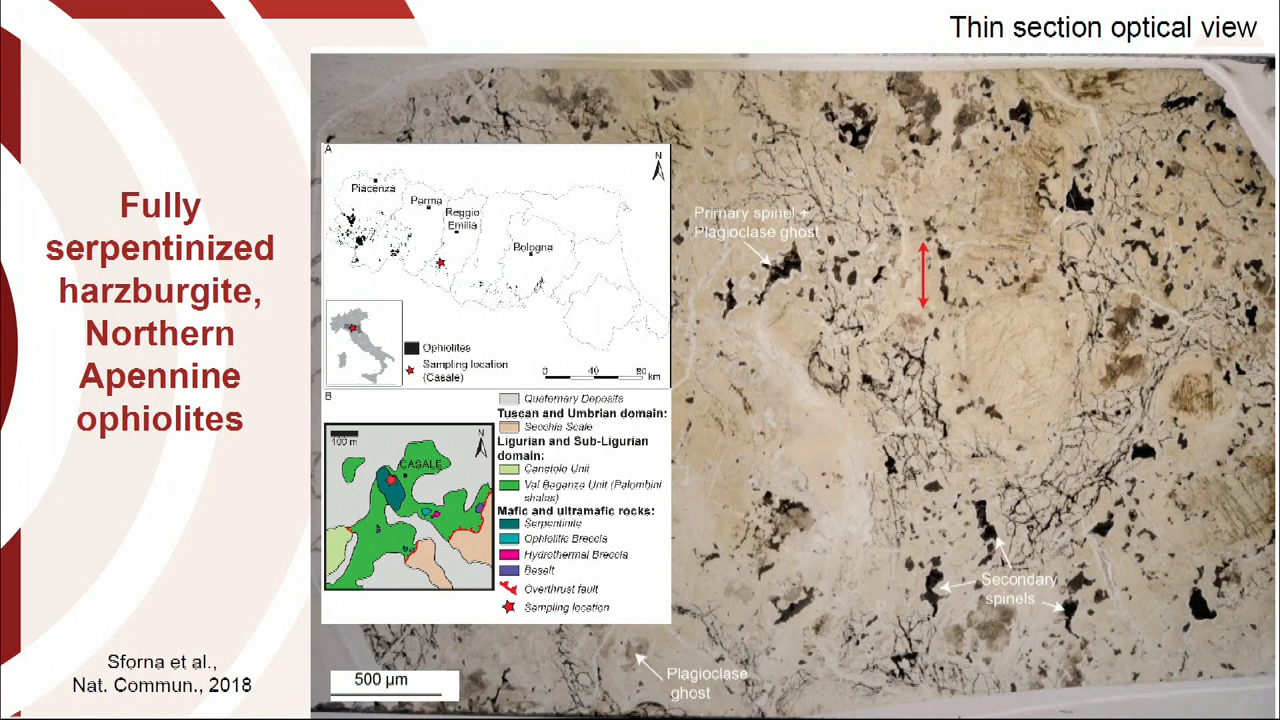 Thin section optical view
Fully
serpentinized
harzburgite,
Northern
Apennine
ophiolites
Sforna et al.,
Nat. Commun., 2018
A
N
Piacenza
Parma
Reggio
Emilia
Bologna
Ophiolites
Sampling location
(Casale)
0 40 80 km
B
N
100 m
CASALE
Quaternary Deposits
Tuscan and Umbrian domain:
Secchia Scale
Ligurian and Sub-Ligurian
domain:
Canetolo Unit
Val Baganza Unit (Palombini
shales)
Mafic and ultramafic rocks:
Serpentinite
Ophiolitic Breccia
Hydrothermal Breccia
Basalt
Overthrust fault
Sampling location
Primary spinel +
Plagioclase ghost
Secondary
spinels
Plagioclase
ghost
500 µm